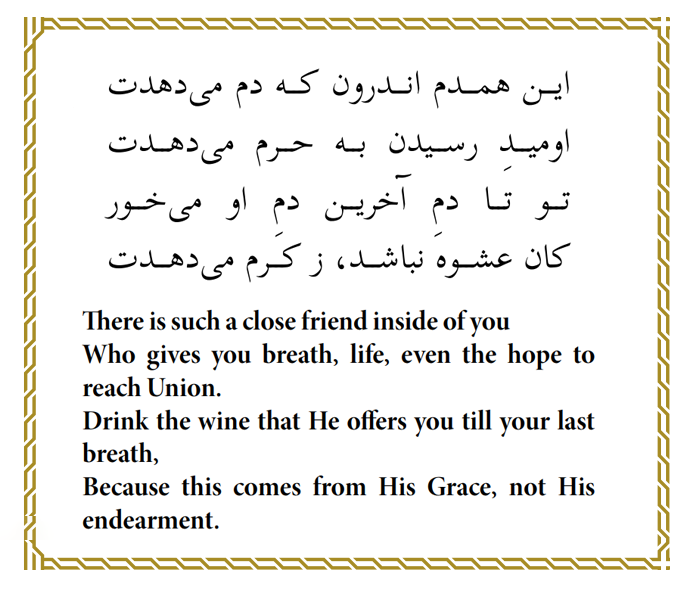 این همدم اندرون که دم می‌دهدت
اومیدِ رسیدن به حرم می‌دهدت
تو تا دمِ آخرین دمِ او می‌خور
کان عشوهَ نباشد، ز کرم می‌دهدت
There is such a close friend inside of you
Who gives you breath, life, even the hope to
reach Union.
Drink the wine that He offers you till your last
breath,
Because this comes from His Grace, not His
endearment.